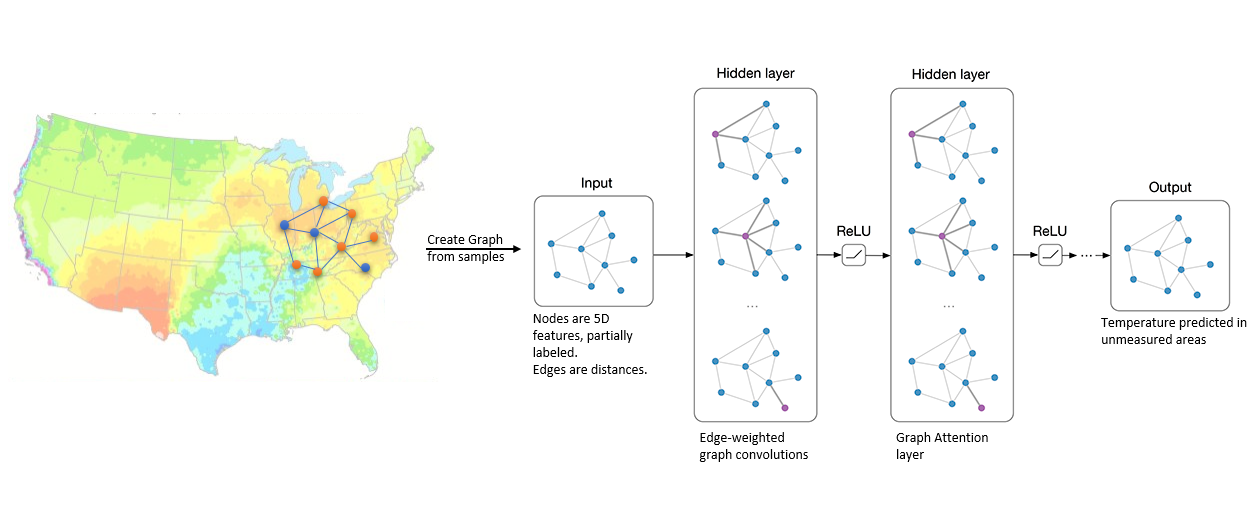 Create Graph
from samples
Input
Nodes are 5D
features, partially
labeled.
Edges are distances.
Hidden layer
...
Edge-weighted
graph convolutions
ReLU
Hidden layer
...
Graph Attention
layer
ReLU
...
Output
Temperature predicted in
unmeasured areas